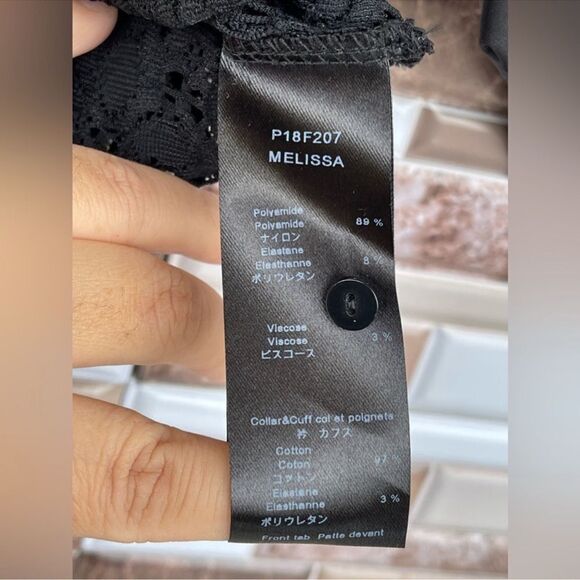 P18F207
MELISSA
Polyamide
Polyamide 89 %
ナイロン
Elastane
Elasthanne 8
ポリウレタン
Viscose
Viscose 3 %
ビスコース
Collar&Cuff col et poignets
衿 カフス
Cotton
Coton 97
コットン
Elastane
Elasthanne 3 %
ポリウレタン
Front tab Patte devant